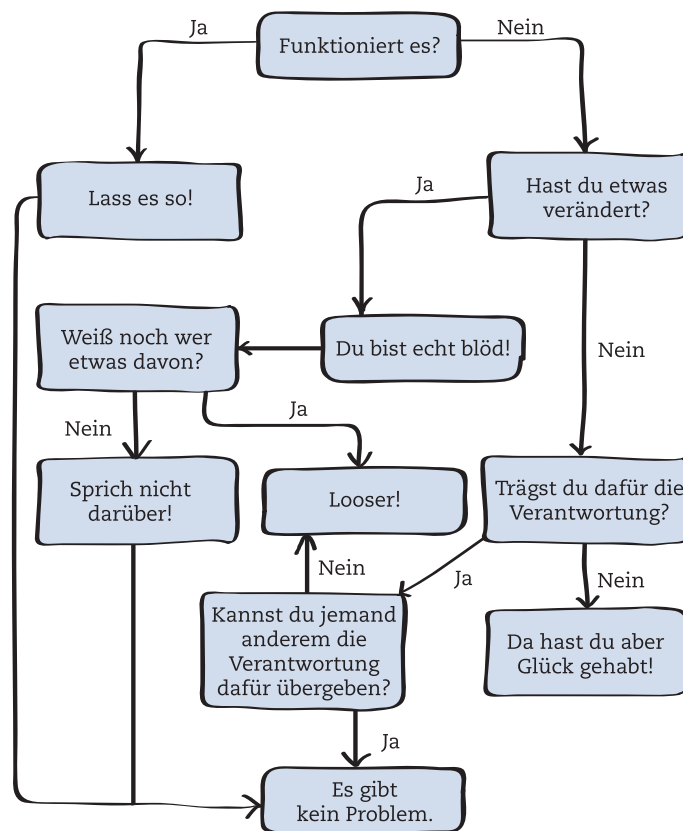 Ja
Funktioniert es?
Nein
Lass es so!
Ja
Hast du etwas
verändert?
Weiß noch wer
etwas davon?
Du bist echt blöd!
Nein
Nein
Ja
Sprich nicht
darüber!
Looser!
Trägst du dafür die
Verantwortung?
Nein
Ja
Nein
Kannst du jemand
anderem die
Verantwortung
dafür übergeben?
Da hast du aber
Glück gehabt!
Ja
Es gibt
kein Problem.